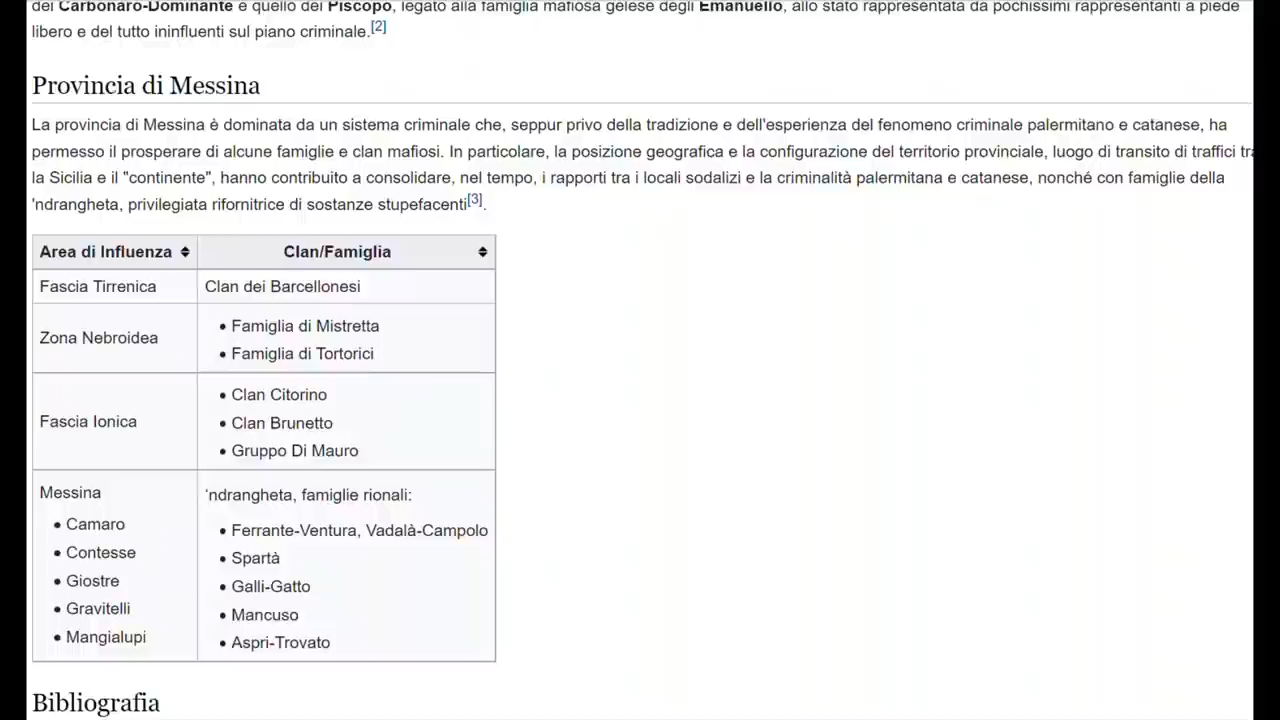 dei Carbonaro-Dominante e quello dei Piscopo, legato alla famiglia mafiosa gelese degli Emanuello, allo stato rappresentata da pochissimi rappresentanti a piede
libero e del tutto ininfluenti sul piano criminale.[2]
Provincia di Messina
La provincia di Messina è dominata da un sistema criminale che, seppur privo della tradizione e dell'esperienza del fenomeno criminale palermitano e catanese, ha
permesso il prosperare di alcune famiglie e clan mafiosi. In particolare, la posizione geografica e la configurazione del territorio provinciale, luogo di transito di traffici tra
la Sicilia e il "continente", hanno contribuito a consolidare, nel tempo, i rapporti tra i locali sodalizi e la criminalità palermitana e catanese, nonché con famiglie della
'ndrangheta, privilegiata rifornitrice di sostanze stupefacenti[3].
Area di Influenza Clan/Famiglia
Fascia Tirrenica Clan dei Barcellonesi
Zona Nebroidea
• Famiglia di Mistretta
• Famiglia di Tortorici
Fascia Ionica
• Clan Citorino
• Clan Brunetto
• Gruppo Di Mauro
Messina
• Camaro
• Contesse
• Giostre
• Gravitelli
• Mangialupi
'ndrangheta, famiglie rionali:
• Ferrante-Ventura, Vadalà-Campolo
• Spartà
• Galli-Gatto
• Mancuso
• Aspri-Trovato
Bibliografia